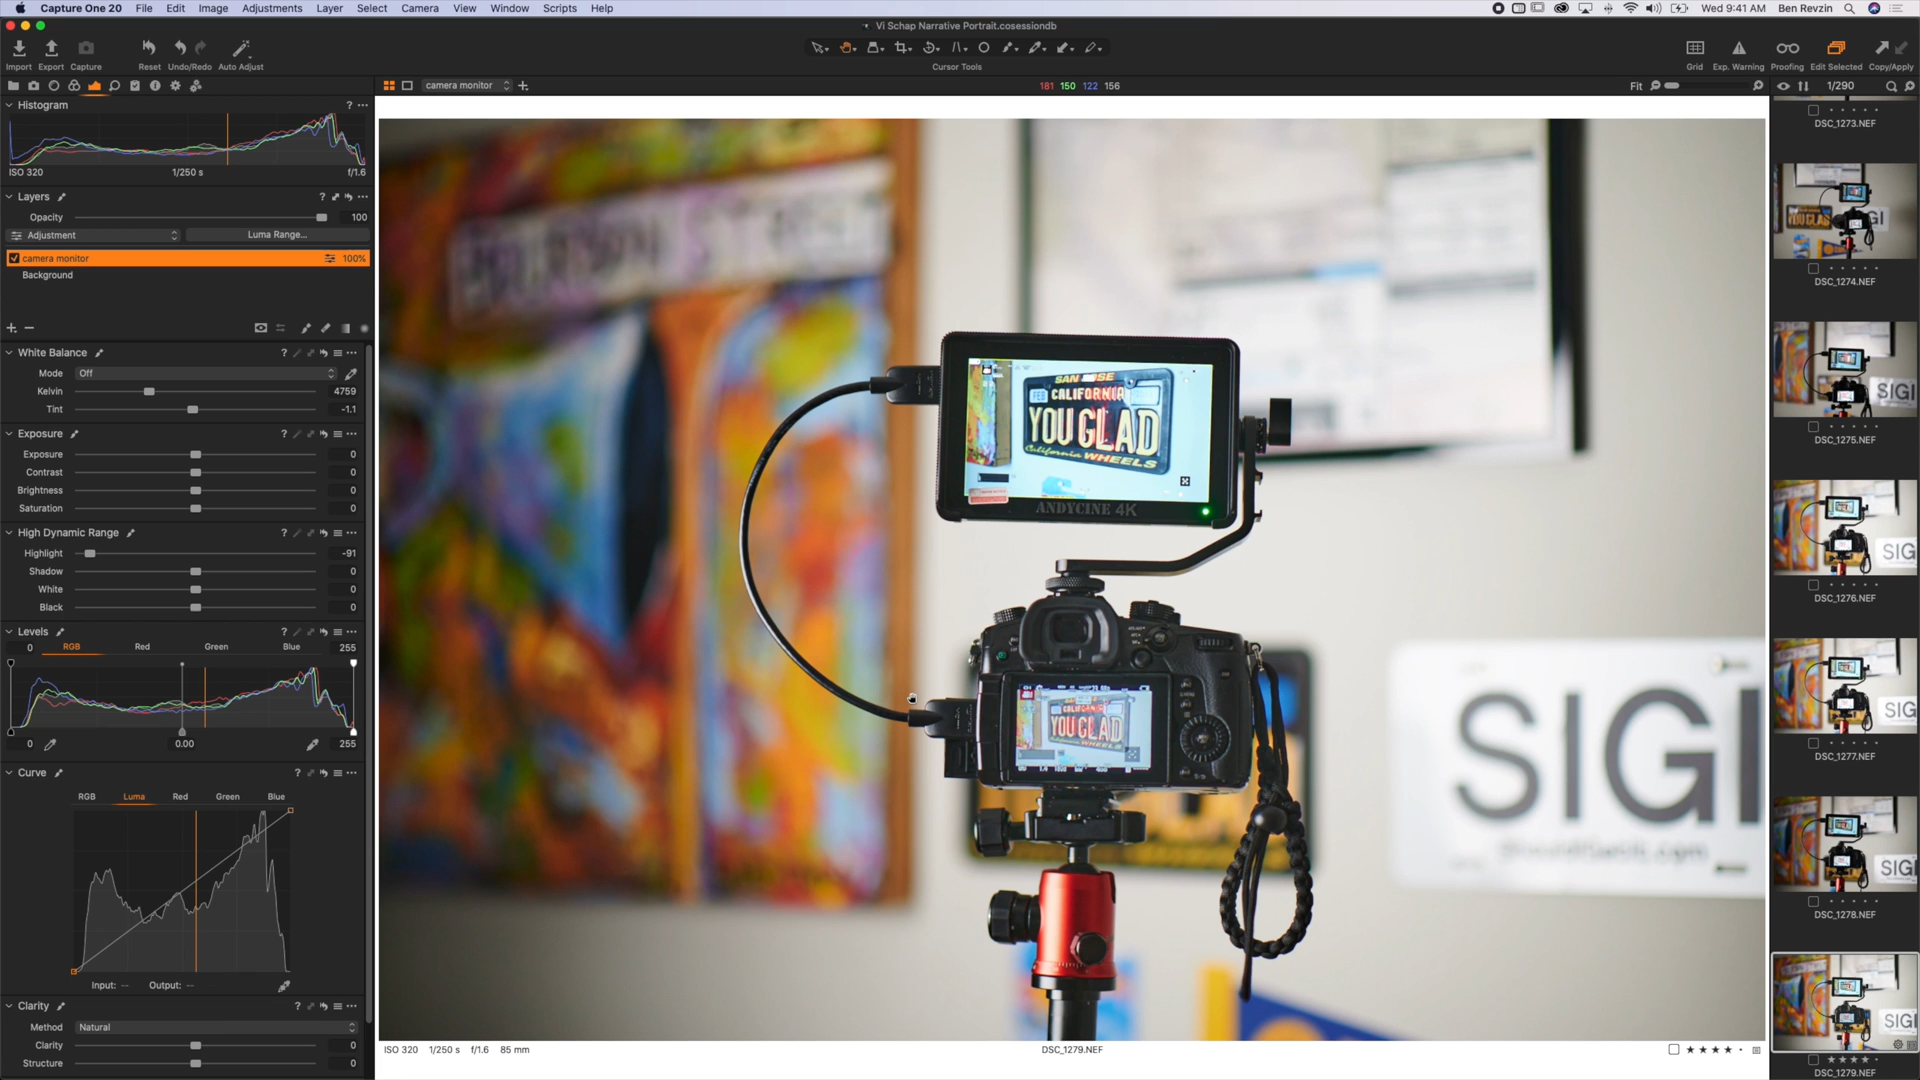 Capture One 20 File Edit Image Adjustments Layer Select Camera View Window Scripts Help Wed 9:41 AM Ben Revzin
Vi Schap Narrative Portrait.cosessiondb
Import Export Capture Reset Undo/Redo Auto Adjust Cursor Tools Grid Exp. Warning Proofing Edit Selected Copy/Apply
camera monitor 181 150 122 156 Fit 1/290
Histogram
ISO 320 1/250 s f/1.6
Layers
Opacity 100
Adjustment Luma Range...
camera monitor 100%
Background
White Balance
Mode Off
Kelvin 4759
Tint -1.1
Exposure
Exposure 0
Contrast 0
Brightness 0
Saturation 0
High Dynamic Range
Highlight -91
Shadow 0
White 0
Black 0
Levels
0 RGB Red Green Blue 255
0 0.00 255
Curve
RGB Luma Red Green Blue
Input: -- Output: --
Clarity
Method Natural
Clarity 0
Structure 0
FEB CALIFORNIA
YOU GLAD
California WHEELS
ANDYCINE 4K
YOU GLAD
SIGI
ISO 320 1/250 s f/1.6 85 mm DSC_1279.NEF
DSC_1273.NEF
DSC_1274.NEF
DSC_1275.NEF
DSC_1276.NEF
DSC_1277.NEF
DSC_1278.NEF
DSC_1279.NEF